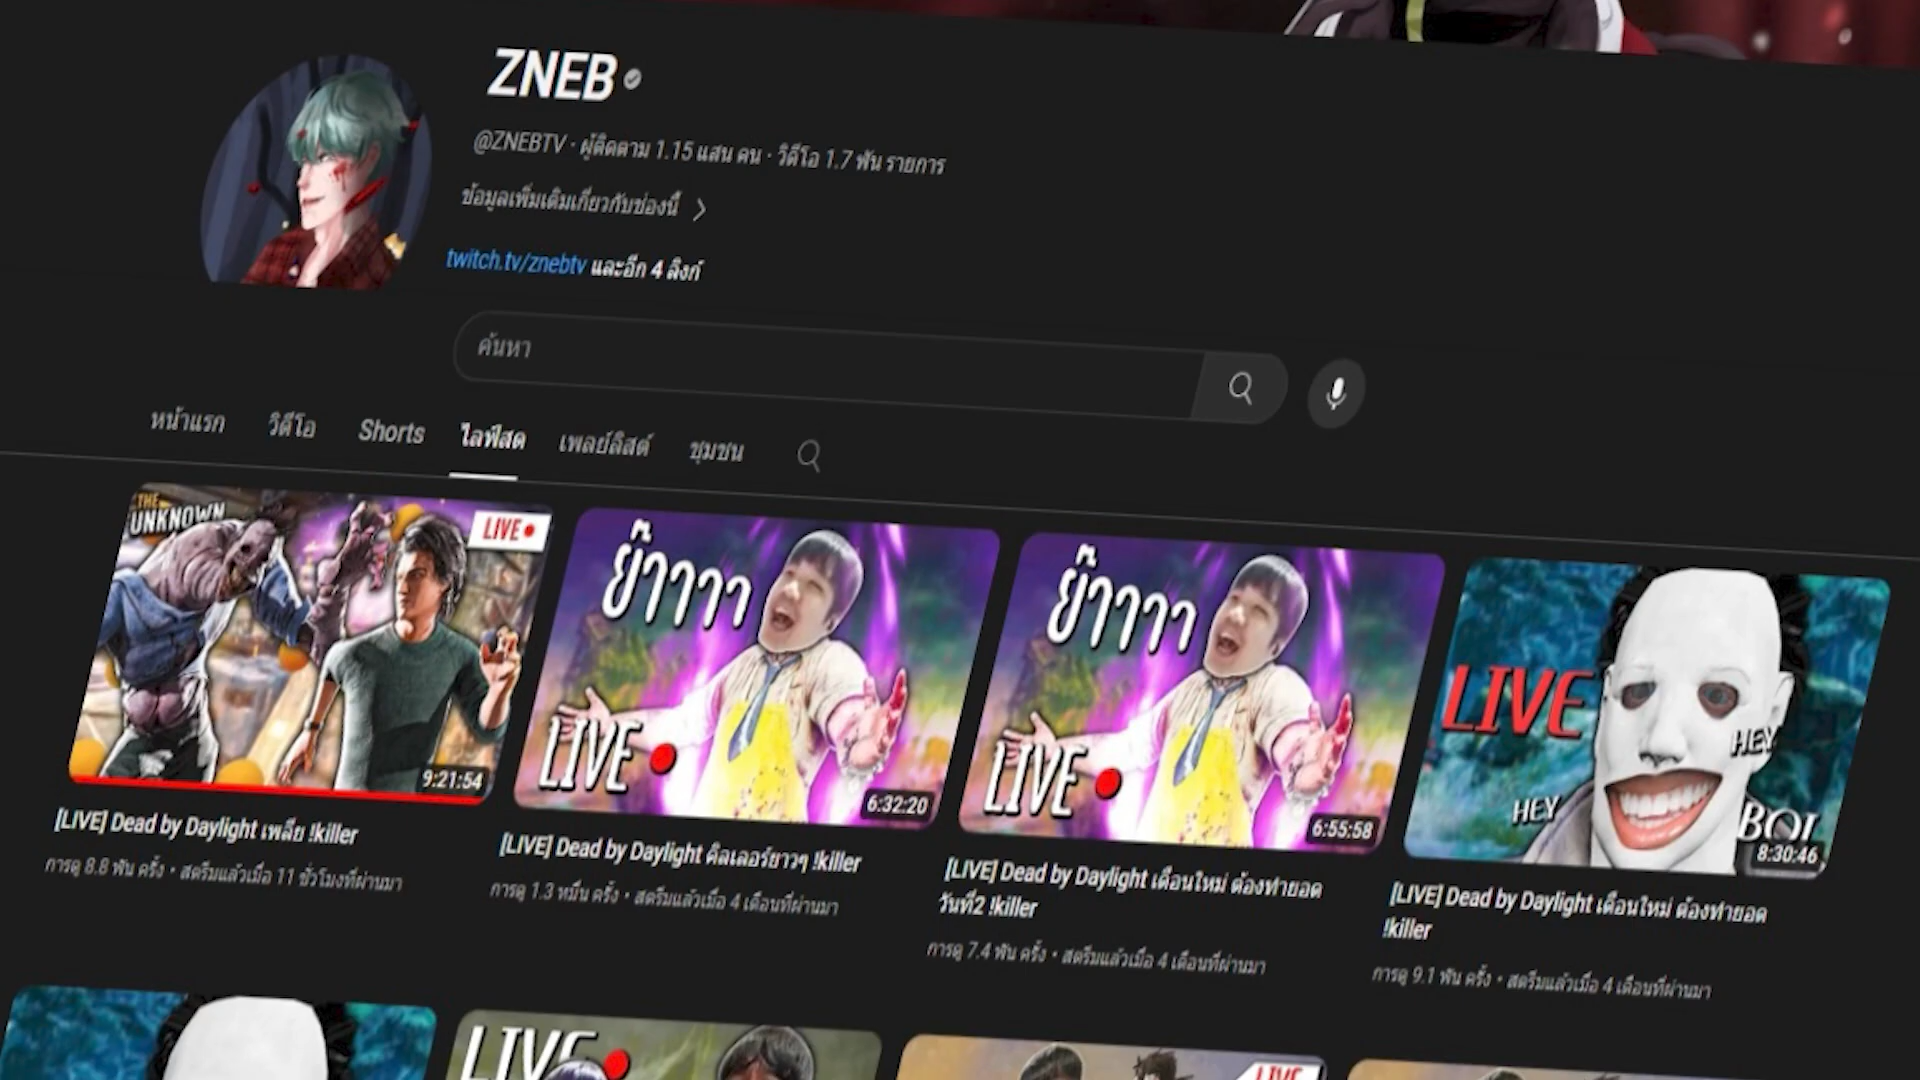 ZNEB
@ZNEBTV · ผู้ติดตาม 1.15 แสน คน · วิดีโอ 1.7 พัน รายการ
ข้อมูลเพิ่มเติมเกี่ยวกับช่องนี้
twitch.tv/znebtv และอีก 4 ลิงก์
ค้นหา
หน้าแรก วิดีโอ Shorts ไลฟ์สด เพลย์ลิสต์ ชุมชน
THE
UNKNOWN
LIVE
9:21:54
[LIVE] Dead by Daylight เพลีย !killer
การดู 8.8 พัน ครั้ง • สตรีมแล้วเมื่อ 11 ชั่วโมงที่ผ่านมา
ย๊าาาา
LIVE
6:32:20
[LIVE] Dead by Daylight คิลเลอร์ยาวๆ !killer
การดู 1.3 หมื่น ครั้ง • สตรีมแล้วเมื่อ 4 เดือนที่ผ่านมา
ย๊าาาา
LIVE
6:55:58
[LIVE] Dead by Daylight เดือนใหม่ ต้องทำยอด
วันที่2 !killer
การดู 7.4 พัน ครั้ง • สตรีมแล้วเมื่อ 4 เดือนที่ผ่านมา
LIVE
HEY
HEY
BOI
8:30:46
[LIVE] Dead by Daylight เดือนใหม่ ต้องทำยอด
!killer
การดู 9.1 พัน ครั้ง • สตรีมแล้วเมื่อ 4 เดือนที่ผ่านมา
LIVE
LIVE